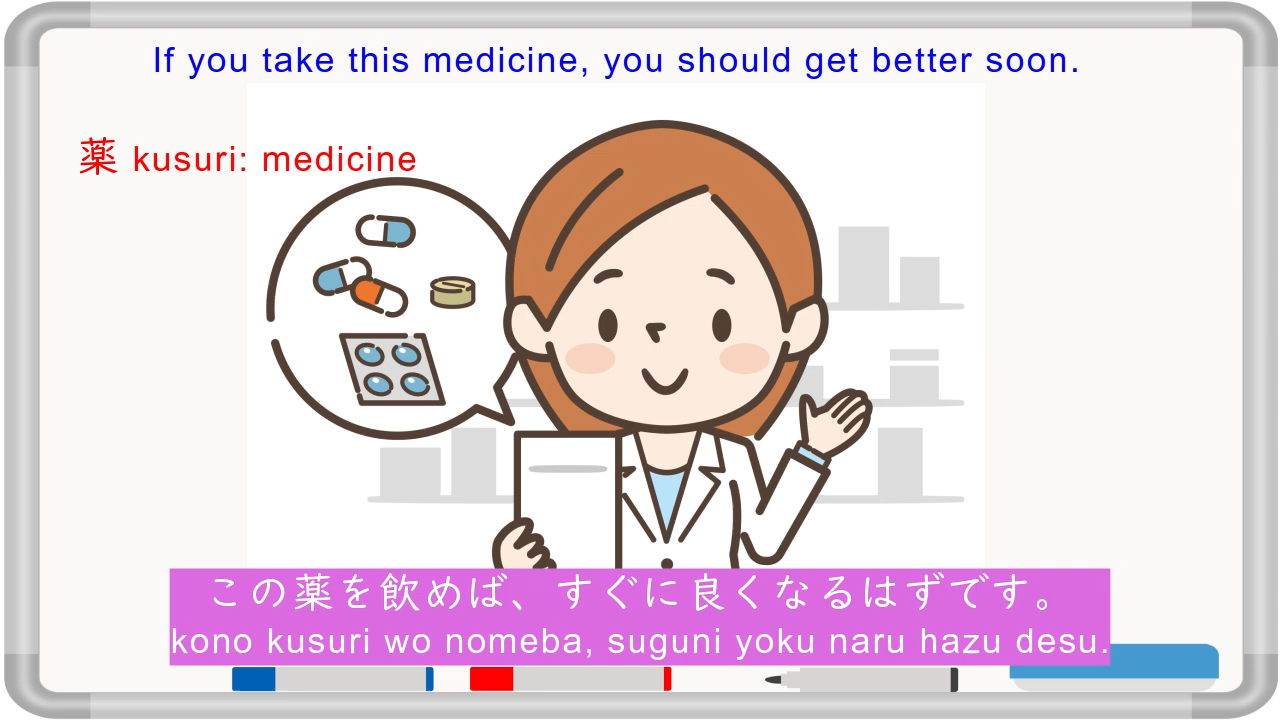 If you take this medicine, you should get better soon.
薬 kusuri: medicine
この薬を飲めば、すぐに良くなるはずです。
kono kusuri wo nomeba, suguni yoku naru hazu desu.